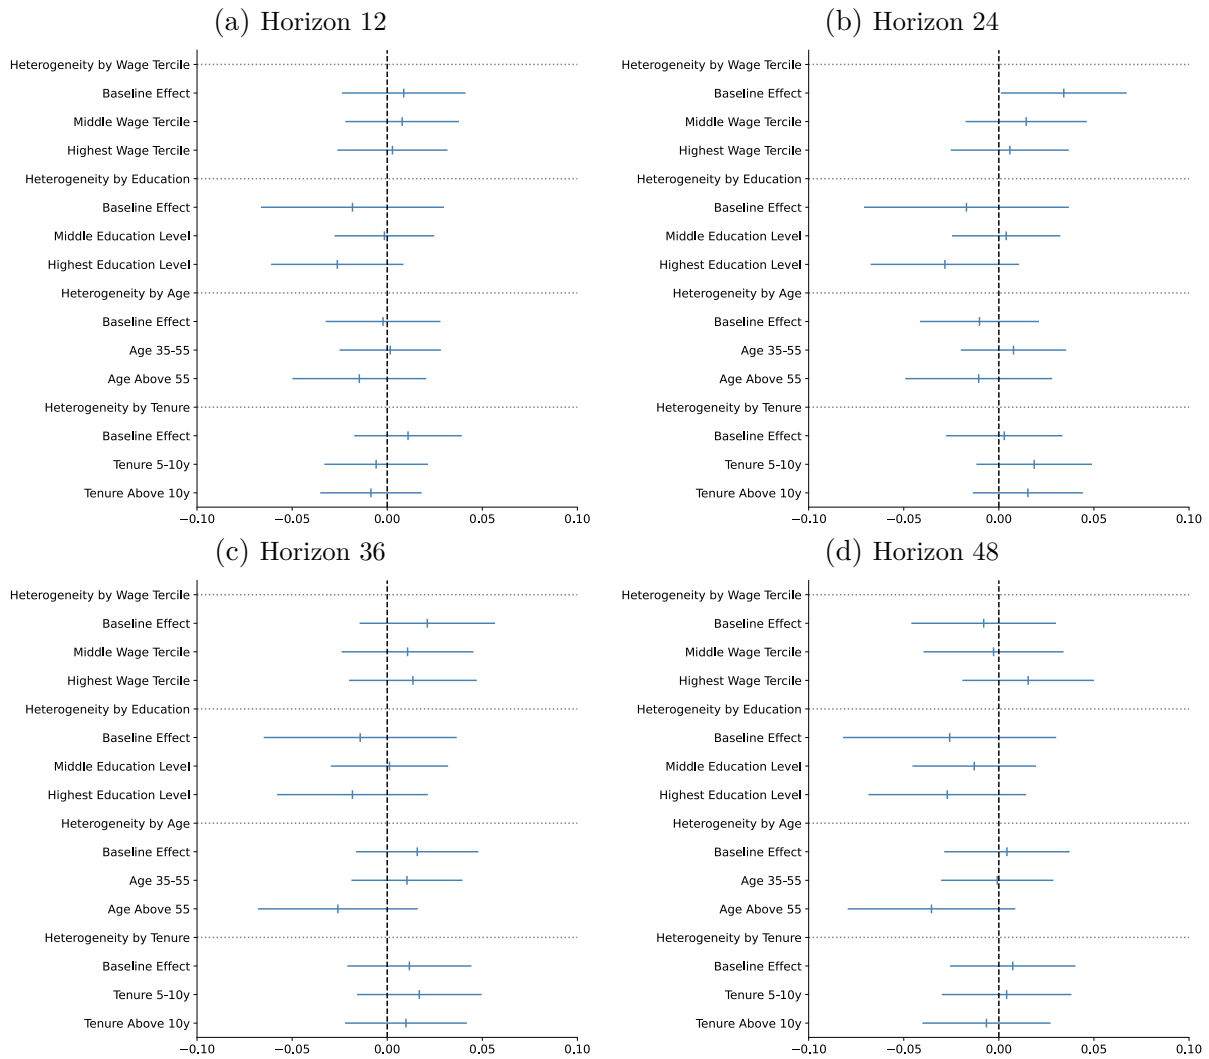 (a) Horizon 12
Heterogeneity by Wage Tercile
Baseline Effect
Middle Wage Tercile
Highest Wage Tercile
Heterogeneity by Education
Baseline Effect
Middle Education Level
Highest Education Level
Heterogeneity by Age
Baseline Effect
Age 35–55
Age Above 55
Heterogeneity by Tenure
Baseline Effect
Tenure 5–10y
Tenure Above 10y
−0.10 −0.05 0.00 0.05 0.10
(b) Horizon 24
Heterogeneity by Wage Tercile
Baseline Effect
Middle Wage Tercile
Highest Wage Tercile
Heterogeneity by Education
Baseline Effect
Middle Education Level
Highest Education Level
Heterogeneity by Age
Baseline Effect
Age 35–55
Age Above 55
Heterogeneity by Tenure
Baseline Effect
Tenure 5–10y
Tenure Above 10y
−0.10 −0.05 0.00 0.05 0.10
(c) Horizon 36
Heterogeneity by Wage Tercile
Baseline Effect
Middle Wage Tercile
Highest Wage Tercile
Heterogeneity by Education
Baseline Effect
Middle Education Level
Highest Education Level
Heterogeneity by Age
Baseline Effect
Age 35–55
Age Above 55
Heterogeneity by Tenure
Baseline Effect
Tenure 5–10y
Tenure Above 10y
−0.10 −0.05 0.00 0.05 0.10
(d) Horizon 48
Heterogeneity by Wage Tercile
Baseline Effect
Middle Wage Tercile
Highest Wage Tercile
Heterogeneity by Education
Baseline Effect
Middle Education Level
Highest Education Level
Heterogeneity by Age
Baseline Effect
Age 35–55
Age Above 55
Heterogeneity by Tenure
Baseline Effect
Tenure 5–10y
Tenure Above 10y
−0.10 −0.05 0.00 0.05 0.10